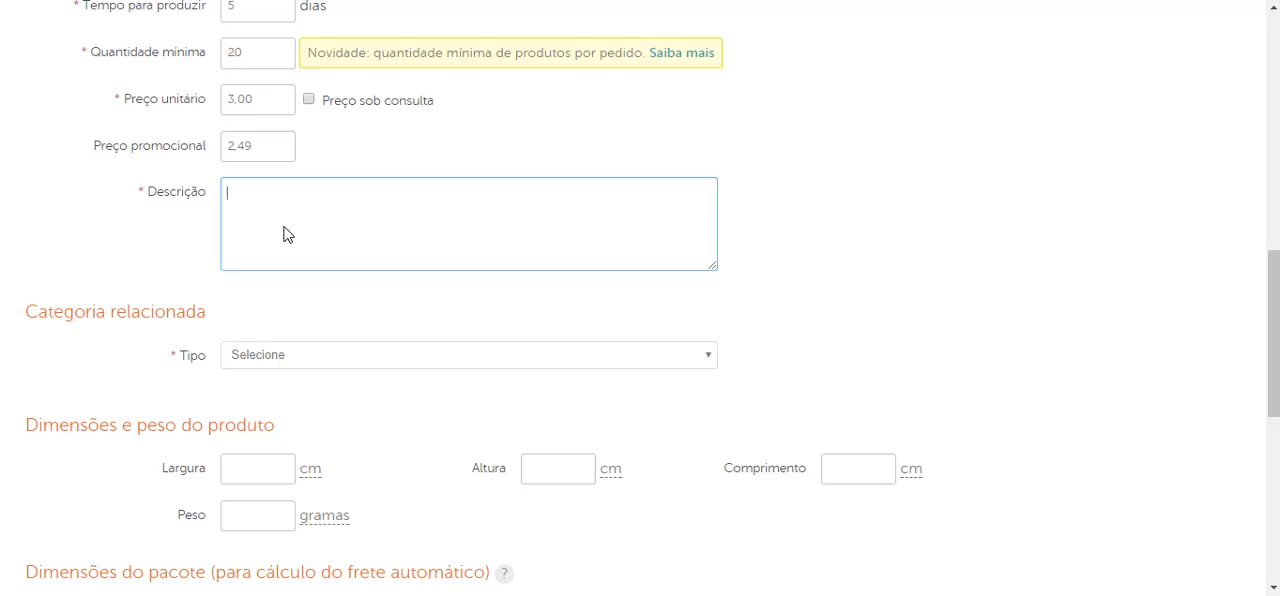 * Tempo para produzir 5 dias
* Quantidade mínima 20 Novidade: quantidade mínima de produtos por pedido. Saiba mais
* Preço unitário 3,00 Preço sob consulta
Preço promocional 2,49
* Descrição
Categoria relacionada
* Tipo Selecione
Dimensões e peso do produto
Largura cm Altura cm Comprimento cm
Peso gramas
Dimensões do pacote (para cálculo do frete automático) ?